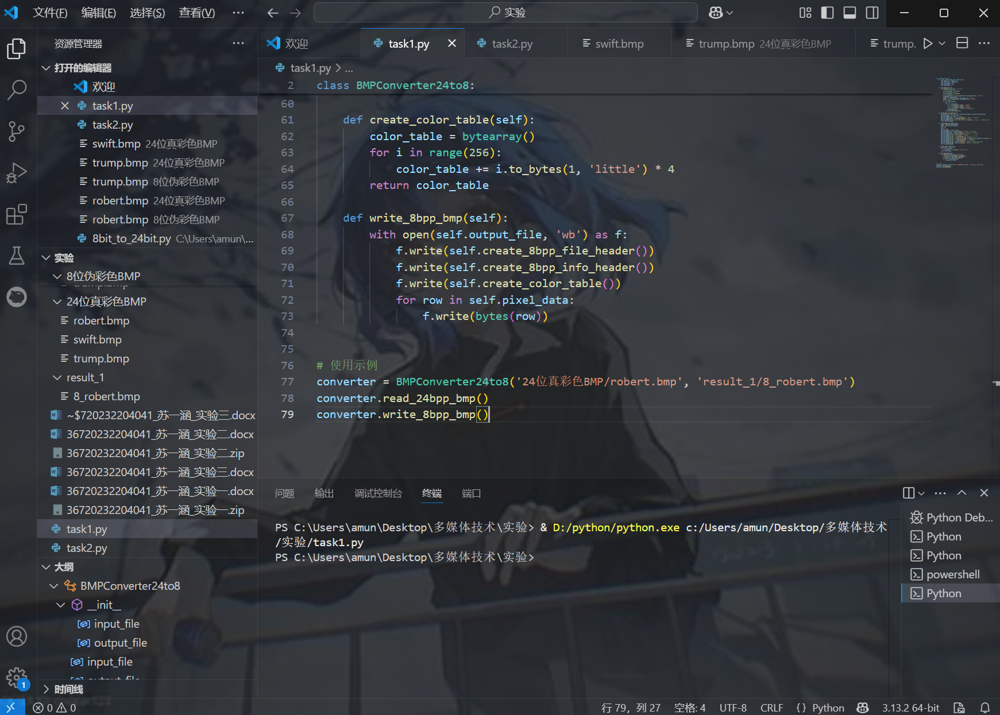 文件(F) 编辑(E) 选择(S) 查看(V) ··· 实验
资源管理器 ···
欢迎 task1.py task2.py swift.bmp trump.bmp 24位真彩色BMP trump.
打开的编辑器
欢迎
task1.py
task2.py
swift.bmp 24位真彩色BMP
trump.bmp 24位真彩色BMP
trump.bmp 8位伪彩色BMP
robert.bmp 24位真彩色BMP
robert.bmp 8位伪彩色BMP
8bit_to_24bit.py C:\Users\amun\...
实验
8位伪彩色BMP
24位真彩色BMP
robert.bmp
swift.bmp
trump.bmp
result_1
8_robert.bmp
~$720232204041_苏一涵_实验三.docx
36720232204041_苏一涵_实验二.docx
36720232204041_苏一涵_实验二.zip
36720232204041_苏一涵_实验三.docx
36720232204041_苏一涵_实验一.docx
36720232204041_苏一涵_实验一.zip
task1.py
task2.py
大纲
BMPConverter24to8
__init__
input_file
output_file
input_file
时间线
task1.py > ...
2 class BMPConverter24to8:
60
61 def create_color_table(self):
62 color_table = bytearray()
63 for i in range(256):
64 color_table += i.to_bytes(1, 'little') * 4
65 return color_table
66
67 def write_8bpp_bmp(self):
68 with open(self.output_file, 'wb') as f:
69 f.write(self.create_8bpp_file_header())
70 f.write(self.create_8bpp_info_header())
71 f.write(self.create_color_table())
72 for row in self.pixel_data:
73 f.write(bytes(row))
74
75
76 # 使用示例
77 converter = BMPConverter24to8('24位真彩色BMP/robert.bmp', 'result_1/8_robert.bmp')
78 converter.read_24bpp_bmp()
79 converter.write_8bpp_bmp()
问题 输出 调试控制台 终端 端口
PS C:\Users\amun\Desktop\多媒体技术\实验> & D:/python/python.exe c:/Users/amun/Desktop/多媒体技术
/实验/task1.py
PS C:\Users\amun\Desktop\多媒体技术\实验>
Python Deb...
Python
Python
powershell
Python
1
0 0 行 79，列 27 空格: 4 UTF-8 CRLF {} Python 3.13.2 64-bit